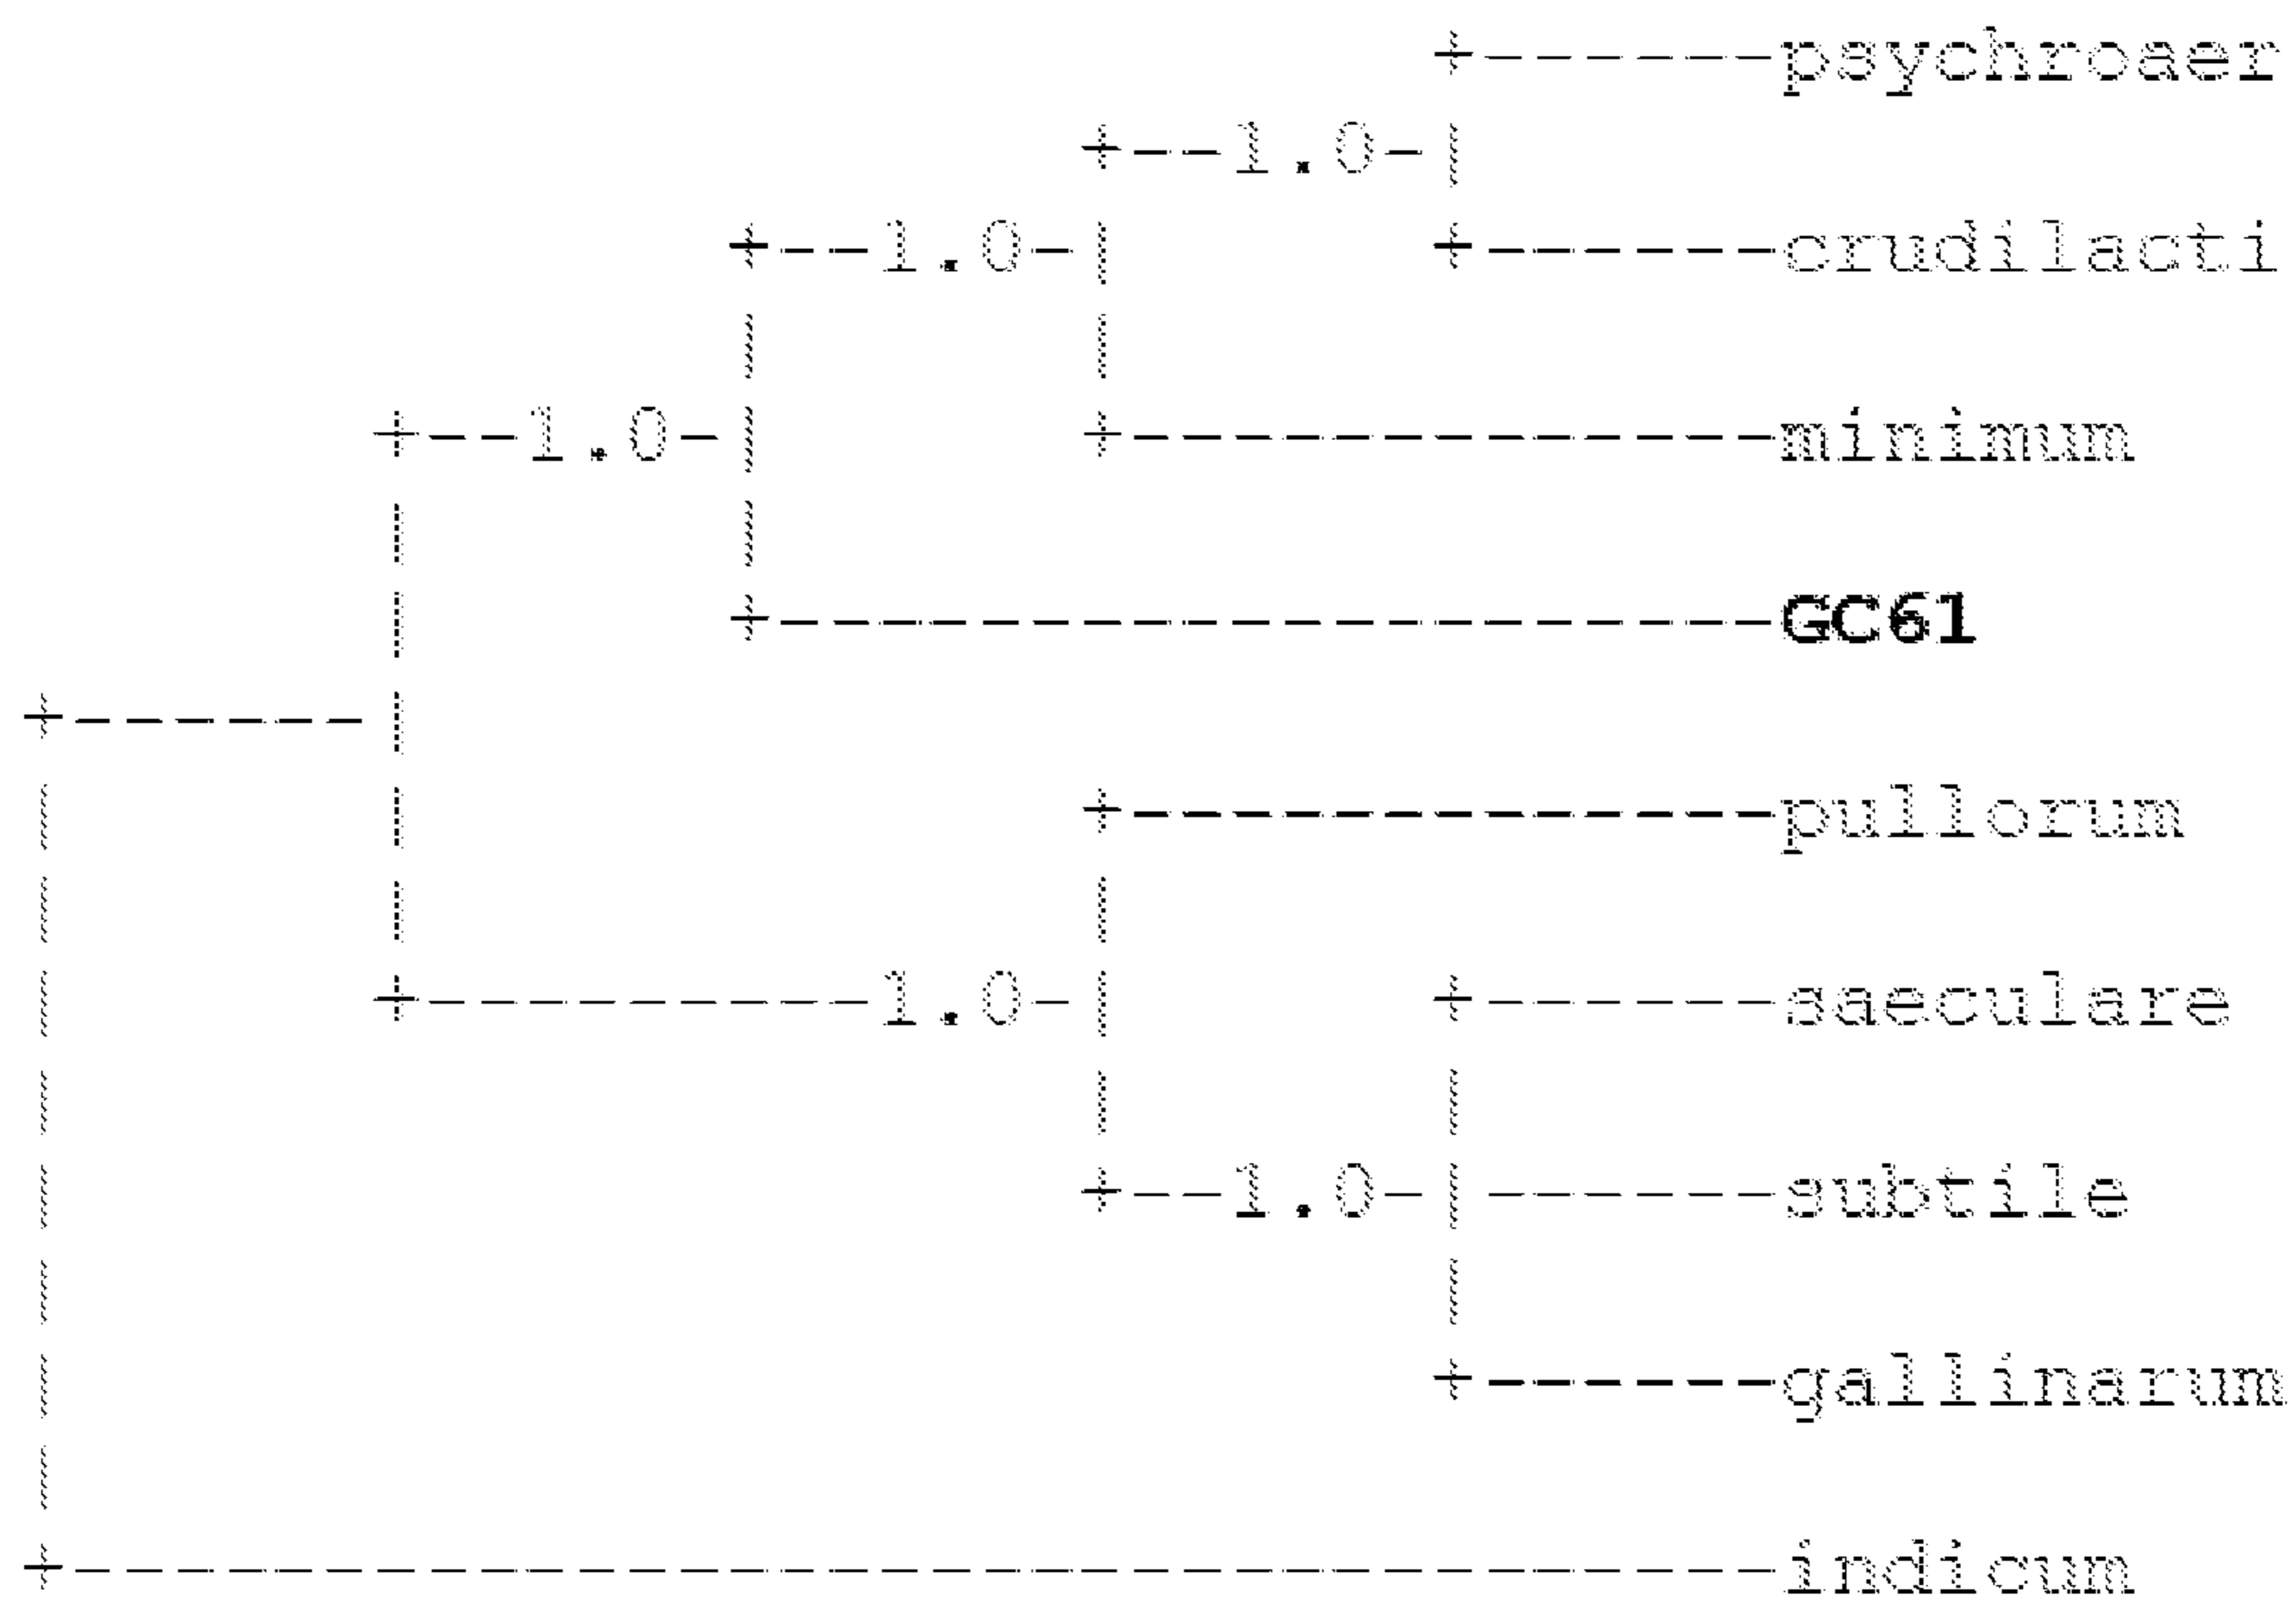 psychroaer
1.0
1.0 crudilacti
1.0 minimum
GC61
pullorum
1.0 saeculare
1.0 subtile
gallinarum
indicum